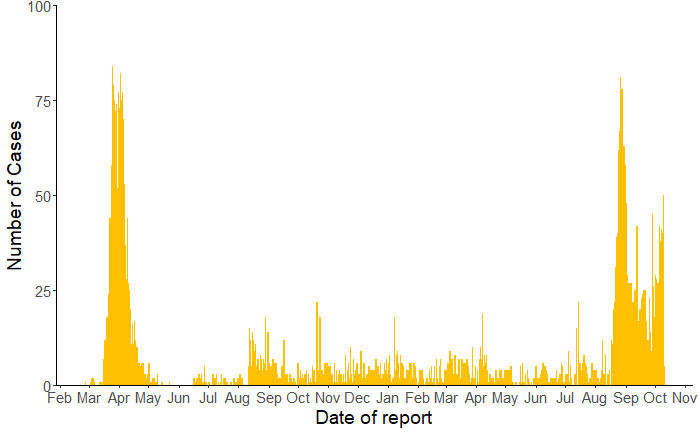 100
75
50
25
0
Number of Cases
Feb Mar Apr May Jun Jul Aug Sep Oct Nov Dec Jan Feb Mar Apr May Jun Jul Aug Sep Oct Nov
Date of report